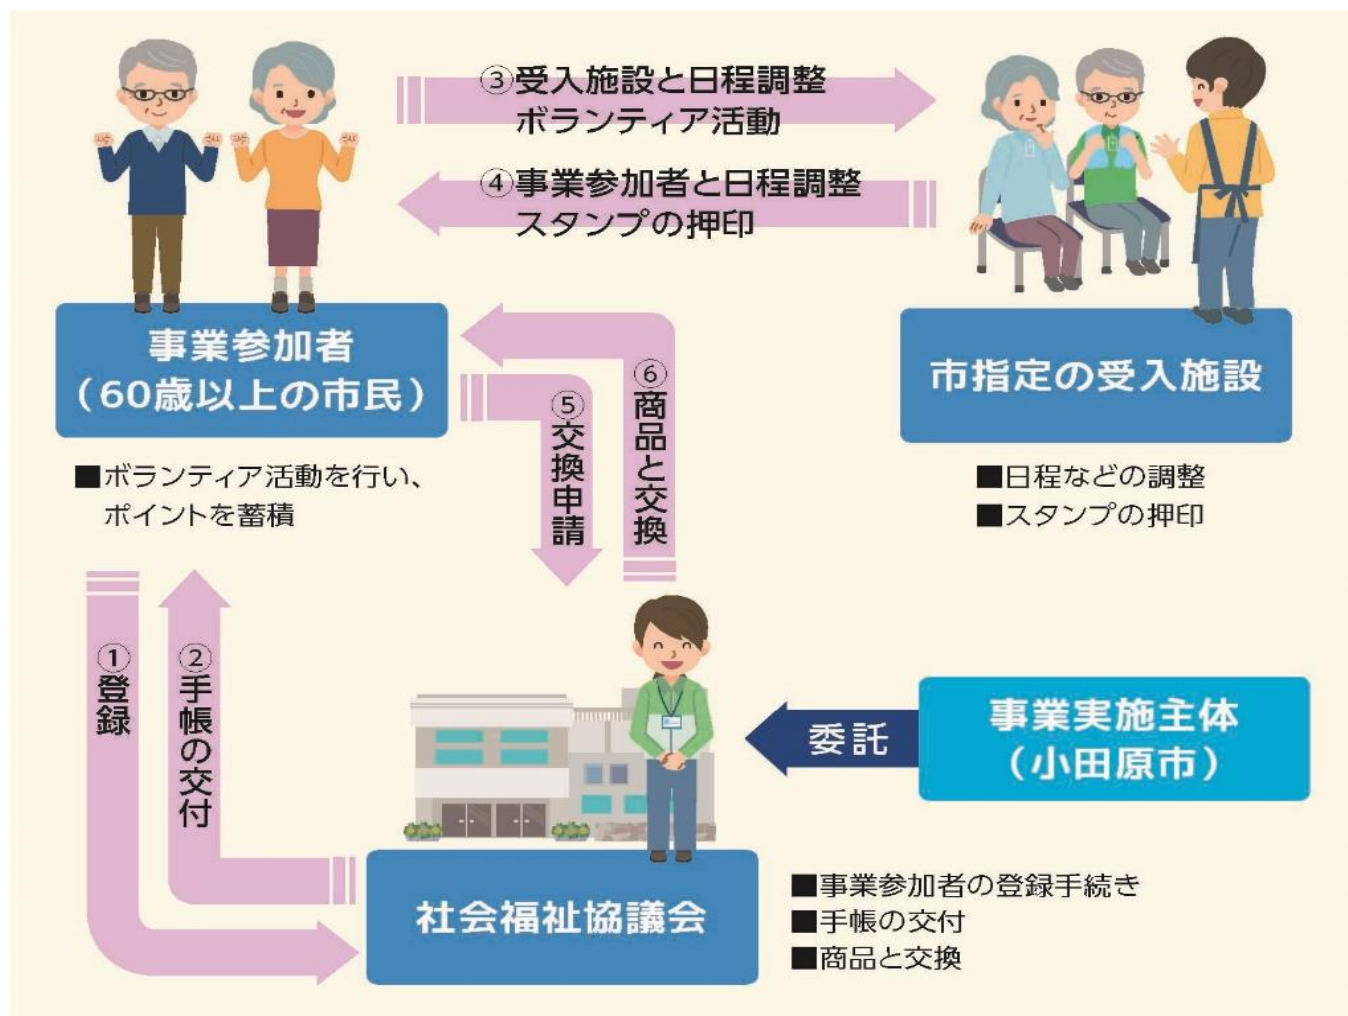 ③受入施設と日程調整
ボランティア活動
④事業参加者と日程調整
スタンプの押印
事業参加者
（60歳以上の市民）
■ボランティア活動を行い、
ポイントを蓄積
市指定の受入施設
■日程などの調整
■スタンプの押印
⑤交換申請
⑥商品と交換
①登録
②手帳の交付
委託
事業実施主体
（小田原市）
社会福祉協議会
■事業参加者の登録手続き
■手帳の交付
■商品と交換